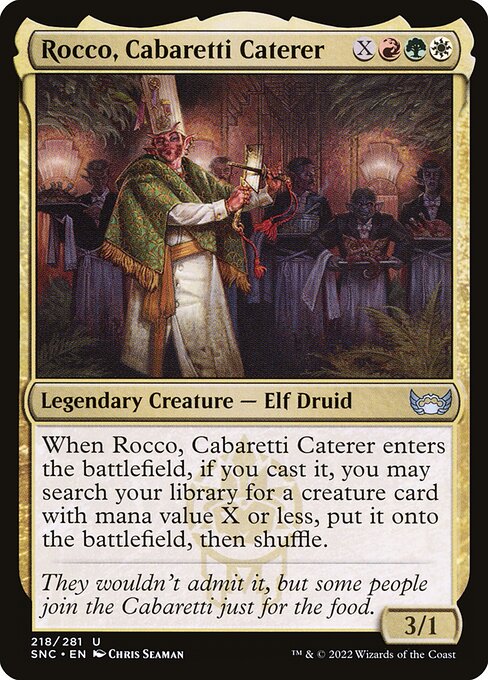 Rocco, Cabaretti Caterer X
Legendary Creature — Elf Druid
When Rocco, Cabaretti Caterer enters
the battlefield, if you cast it, you may
search your library for a creature card
with mana value X or less, put it onto
the battlefield, then shuffle.
They wouldn't admit it, but some people
join the Cabaretti just for the food.
3/1
218/281 U
SNC • EN Chris Seaman
™ & © 2022 Wizards of the Coast